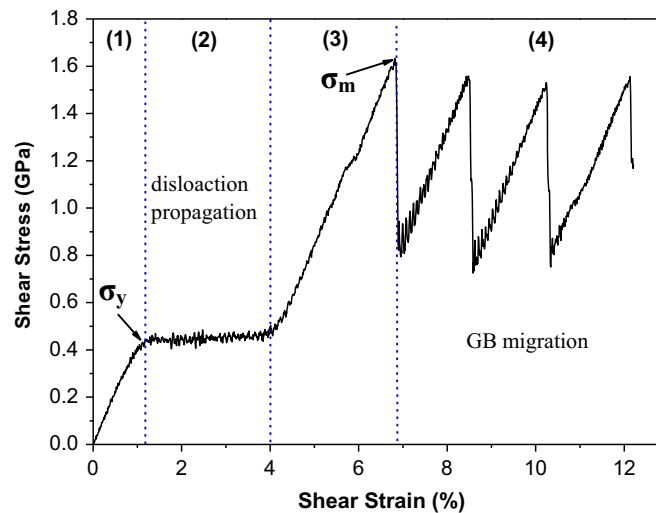 (1) (2) (3) (4)
1.8
1.6
1.4
1.2
1.0
0.8
0.6
0.4
0.2
0.0
Shear Stress (GPa)
σm
disloaction
propagation
σy
GB migration
0 2 4 6 8 10 12
Shear Strain (%)